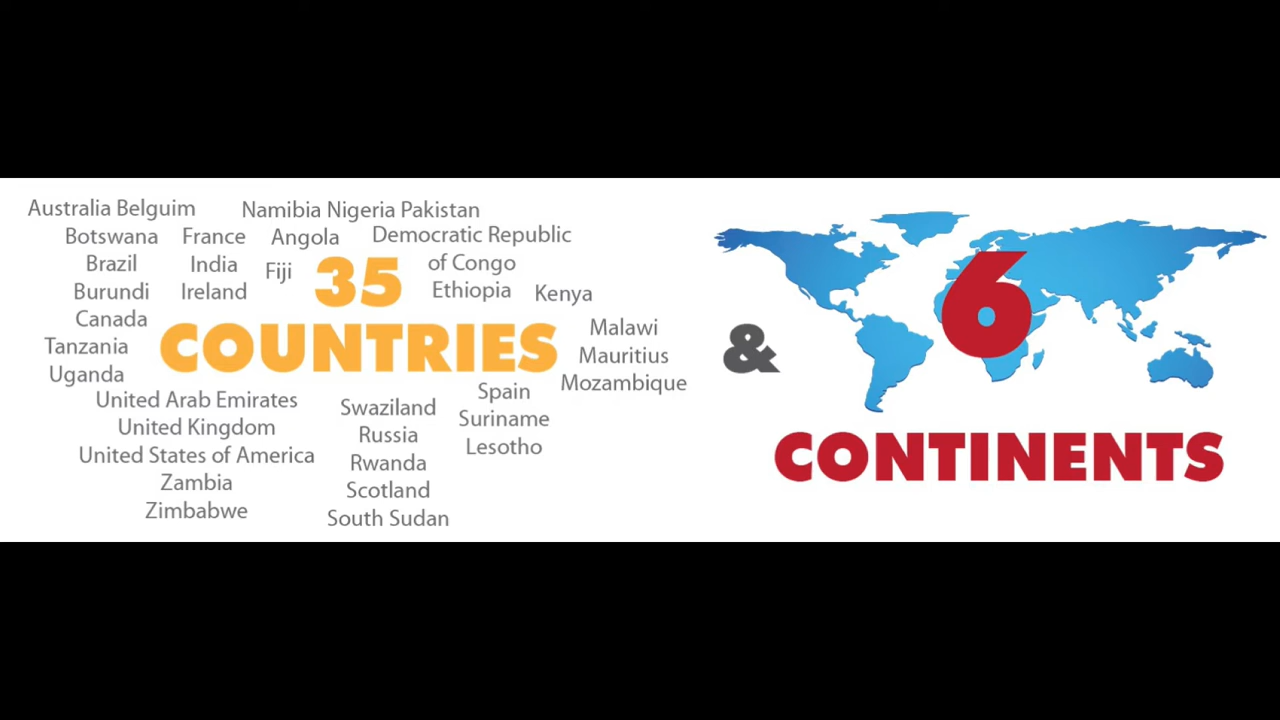 Australia Belguim
Botswana
Brazil
Burundi
Canada
Tanzania
Uganda
France
India
Ireland
Namibia Nigeria Pakistan
Angola
Fiji
Democratic Republic
of Congo
Ethiopia
Kenya
35
COUNTRIES
Malawi
Mauritius
Mozambique
Spain
Suriname
Lesotho
United Arab Emirates
United Kingdom
United States of America
Zambia
Zimbabwe
Swaziland
Russia
Rwanda
Scotland
South Sudan
&
6
CONTINENTS